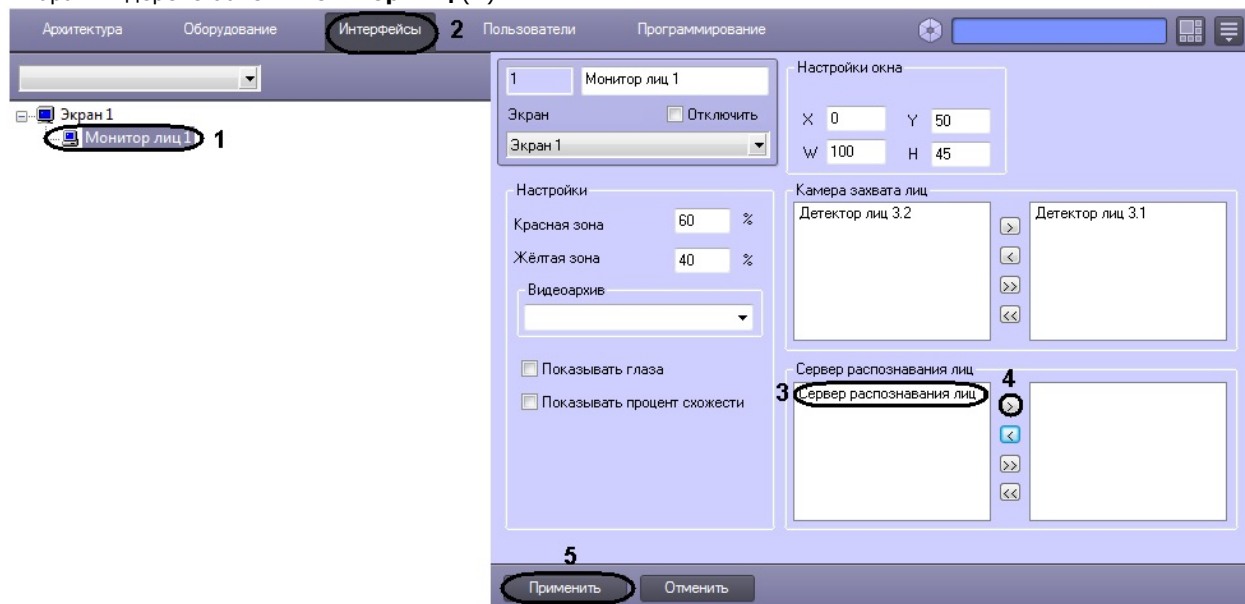 Архитектура Оборудование Интерфейсы 2 Пользователи Программирование
Экран 1
Монитор лиц 1 1
1 Монитор лиц 1
Экран Отключить
Экран 1
Настройки окна
X 0 Y 50
W 100 H 45
Настройки
Красная зона 60 %
Жёлтая зона 40 %
Видеоархив
Показывать глаза
Показывать процент схожести
Камера захвата лиц
Детектор лиц 3.2 > Детектор лиц 3.1
<
>>
<<
Сервер распознавания лиц
4
3 Сервер распознавания лиц >
<
>>
<<
5
Применить Отменить